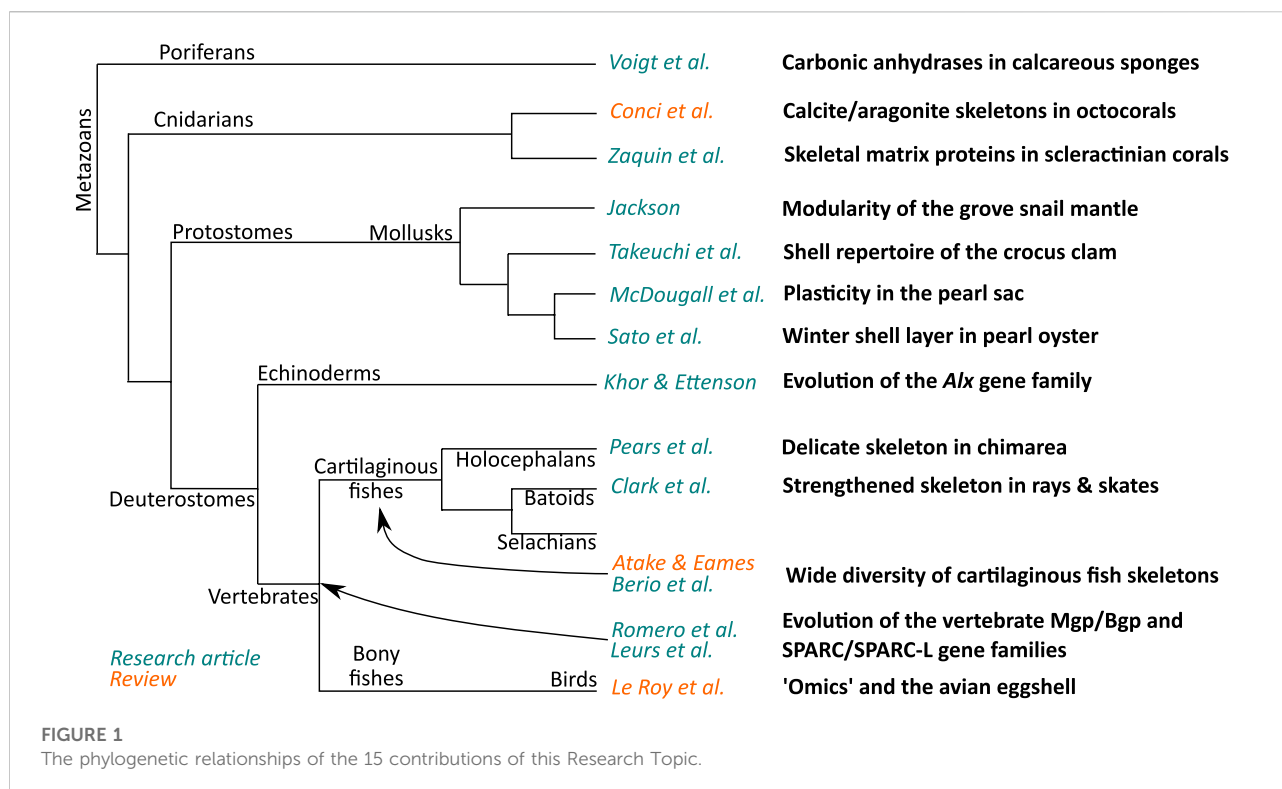 Poriferans
Voigt et al.
Carbonic anhydrases in calcareous sponges
Metazoans
Cnidarians
Conci et al.
Calcite/aragonite skeletons in octocorals
Zaquin et al.
Skeletal matrix proteins in scleractinian corals
Protostomes
Mollusks
Jackson
Modularity of the grove snail mantle
Takeuchi et al.
Shell repertoire of the crocus clam
McDougall et al.
Plasticity in the pearl sac
Sato et al.
Winter shell layer in pearl oyster
Echinoderms
Khor & Ettenson
Evolution of the Alx gene family
Deuterostomes
Cartilaginous
fishes
Holocephalans
Pears et al.
Delicate skeleton in chimarea
Batoids
Clark et al.
Strengthened skeleton in rays & skates
Selachians
Atake & Eames
Berio et al.
Wide diversity of cartilaginous fish skeletons
Vertebrates
Romero et al.
Leurs et al.
Evolution of the vertebrate Mgp/Bgp and
SPARC/SPARC-L gene families
Bony
fishes
Birds
Le Roy et al.
'Omics' and the avian eggshell
Research article
Review
FIGURE 1
The phylogenetic relationships of the 15 contributions of this Research Topic.